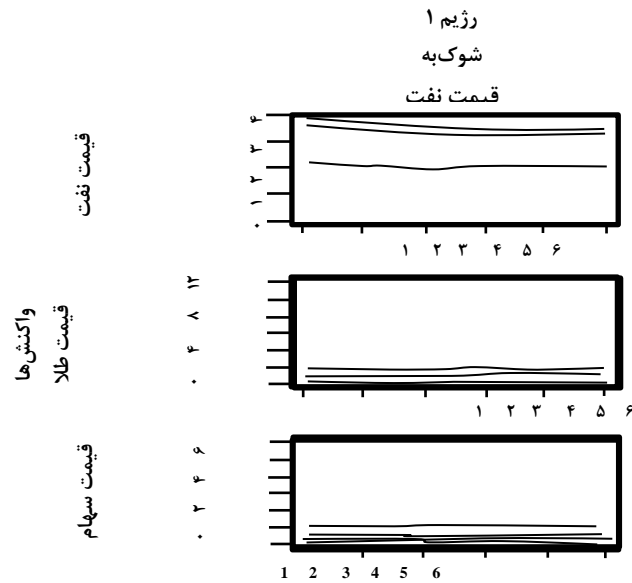 رژیم ۱
شوک‌به
قیمت نفت
قیمت نفت
۴
۳
۲
۱
۰
۱ ۲ ۳ ۴ ۵ ۶
واکنش‌ها
قیمت طلا
۱۲
۸
۴
۰
۱ ۲ ۳ ۴ ۵ ۶
قیمت سهام
۶
۴
۲
۰
1 2 3 4 5 6